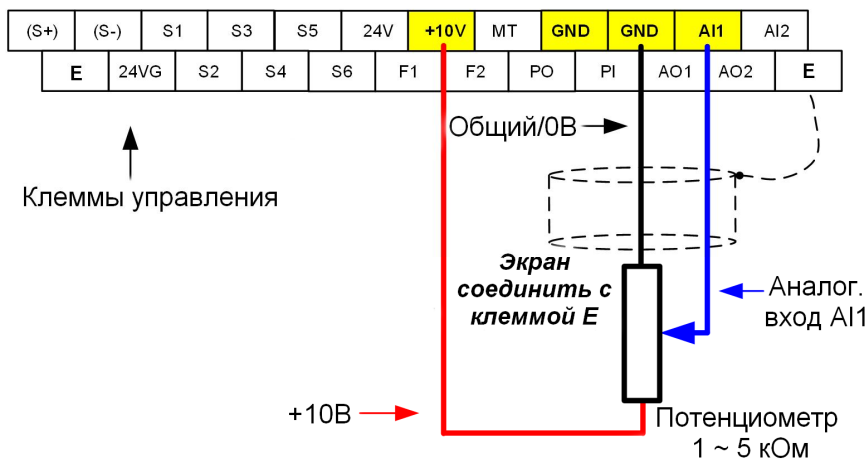 (S+) (S-) S1 S3 S5 24V +10V MT GND GND AI1 AI2
E 24VG S2 S4 S6 F1 F2 PO PI AO1 AO2 E
Общий/0В
Клеммы управления
Экран
соединить с
клеммой E
Аналог.
вход AI1
+10В
Потенциометр
1 ~ 5 кОм